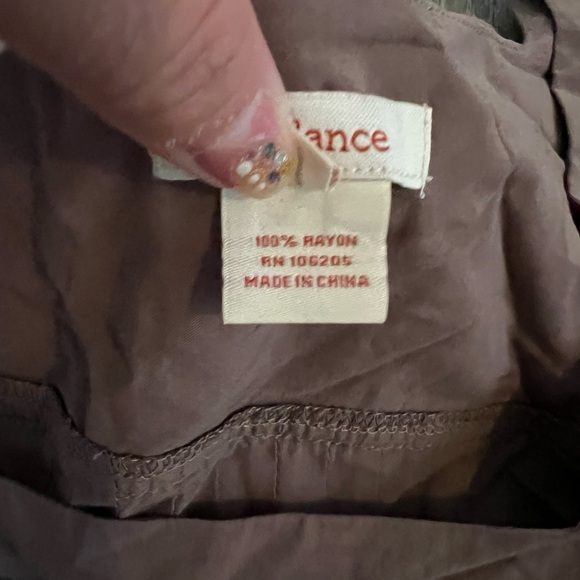 lance
100% RAYON
RN 106205
MADE IN CHINA